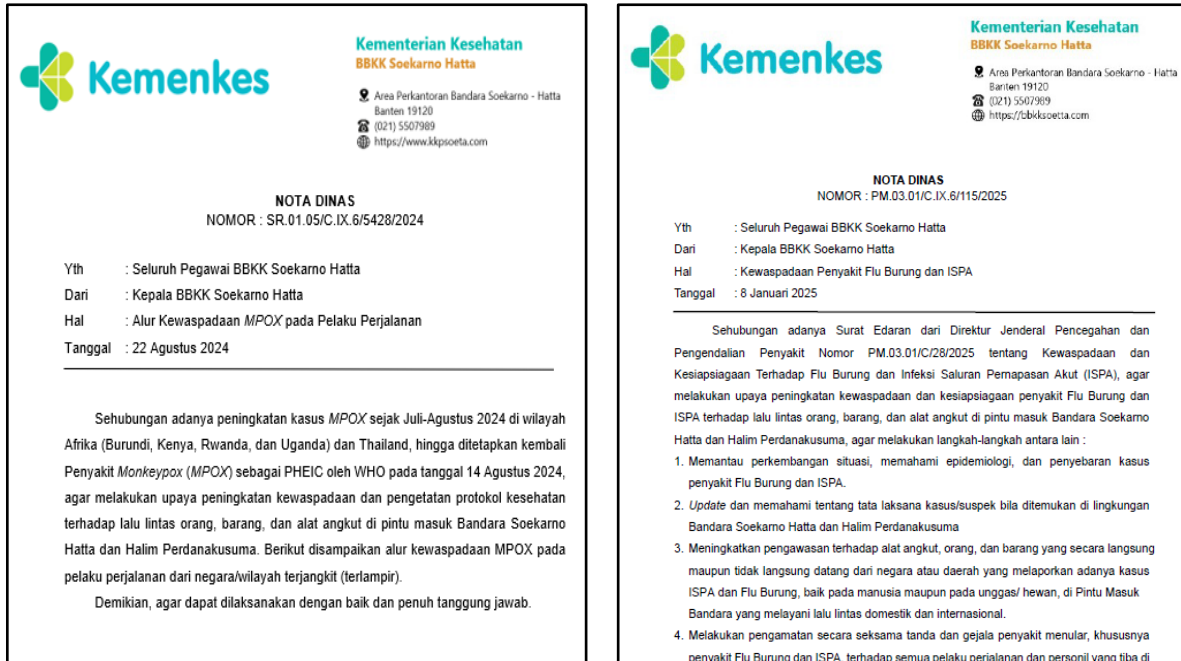 Kemenkes
Kementerian Kesehatan
BBKK Soekarno Hatta
Area Perkantoran Bandara Soekarno - Hatta
Banten 19120
(021) 5507989
https://www.kkpsoeta.com
NOTA DINAS
NOMOR : SR.01.05/C.IX.6/5428/2024
Yth : Seluruh Pegawai BBKK Soekarno Hatta
Dari : Kepala BBKK Soekarno Hatta
Hal : Alur Kewaspadaan MPOX pada Pelaku Perjalanan
Tanggal : 22 Agustus 2024
Sehubungan adanya peningkatan kasus MPOX sejak Juli-Agustus 2024 di wilayah
Afrika (Burundi, Kenya, Rwanda, dan Uganda) dan Thailand, hingga ditetapkan kembali
Penyakit Monkeypox (MPOX) sebagai PHEIC oleh WHO pada tanggal 14 Agustus 2024,
agar melakukan upaya peningkatan kewaspadaan dan pengetatan protokol kesehatan
terhadap lalu lintas orang, barang, dan alat angkut di pintu masuk Bandara Soekarno
Hatta dan Halim Perdanakusuma. Berikut disampaikan alur kewaspadaan MPOX pada
pelaku perjalanan dari negara/wilayah terjangkit (terlampir).
Demikian, agar dapat dilaksanakan dengan baik dan penuh tanggung jawab.
Kemenkes
Kementerian Kesehatan
BBKK Soekarno Hatta
Area Perkantoran Bandara Soekarno - Hatta
Banten 19120
(021) 5507989
https://bbkksoetta.com
NOTA DINAS
NOMOR : PM.03.01/C.IX.6/115/2025
Yth : Seluruh Pegawai BBKK Soekarno Hatta
Dari : Kepala BBKK Soekarno Hatta
Hal : Kewaspadaan Penyakit Flu Burung dan ISPA
Tanggal : 8 Januari 2025
Sehubungan adanya Surat Edaran dari Direktur Jenderal Pencegahan dan
Pengendalian Penyakit Nomor PM.03.01/C/28/2025 tentang Kewaspadaan dan
Kesiapsiagaan Terhadap Flu Burung dan Infeksi Saluran Pernapasan Akut (ISPA), agar
melakukan upaya peningkatan kewaspadaan dan kesiapsiagaan penyakit Flu Burung dan
ISPA terhadap lalu lintas orang, barang, dan alat angkut di pintu masuk Bandara Soekarno
Hatta dan Halim Perdanakusuma, agar melakukan langkah-langkah antara lain :
1. Memantau perkembangan situasi, memahami epidemiologi, dan penyebaran kasus
penyakit Flu Burung dan ISPA.
2. Update dan memahami tentang tata laksana kasus/suspek bila ditemukan di lingkungan
Bandara Soekarno Hatta dan Halim Perdanakusuma
3. Meningkatkan pengawasan terhadap alat angkut, orang, dan barang yang secara langsung
maupun tidak langsung datang dari negara atau daerah yang melaporkan adanya kasus
ISPA dan Flu Burung, baik pada manusia maupun pada unggas/ hewan, di Pintu Masuk
Bandara yang melayani lalu lintas domestik dan internasional.
4. Melakukan pengamatan secara seksama tanda dan gejala penyakit menular, khususnya
penyakit Flu Burung dan ISPA, terhadap semua pelaku perjalanan dan personil yang tiba di